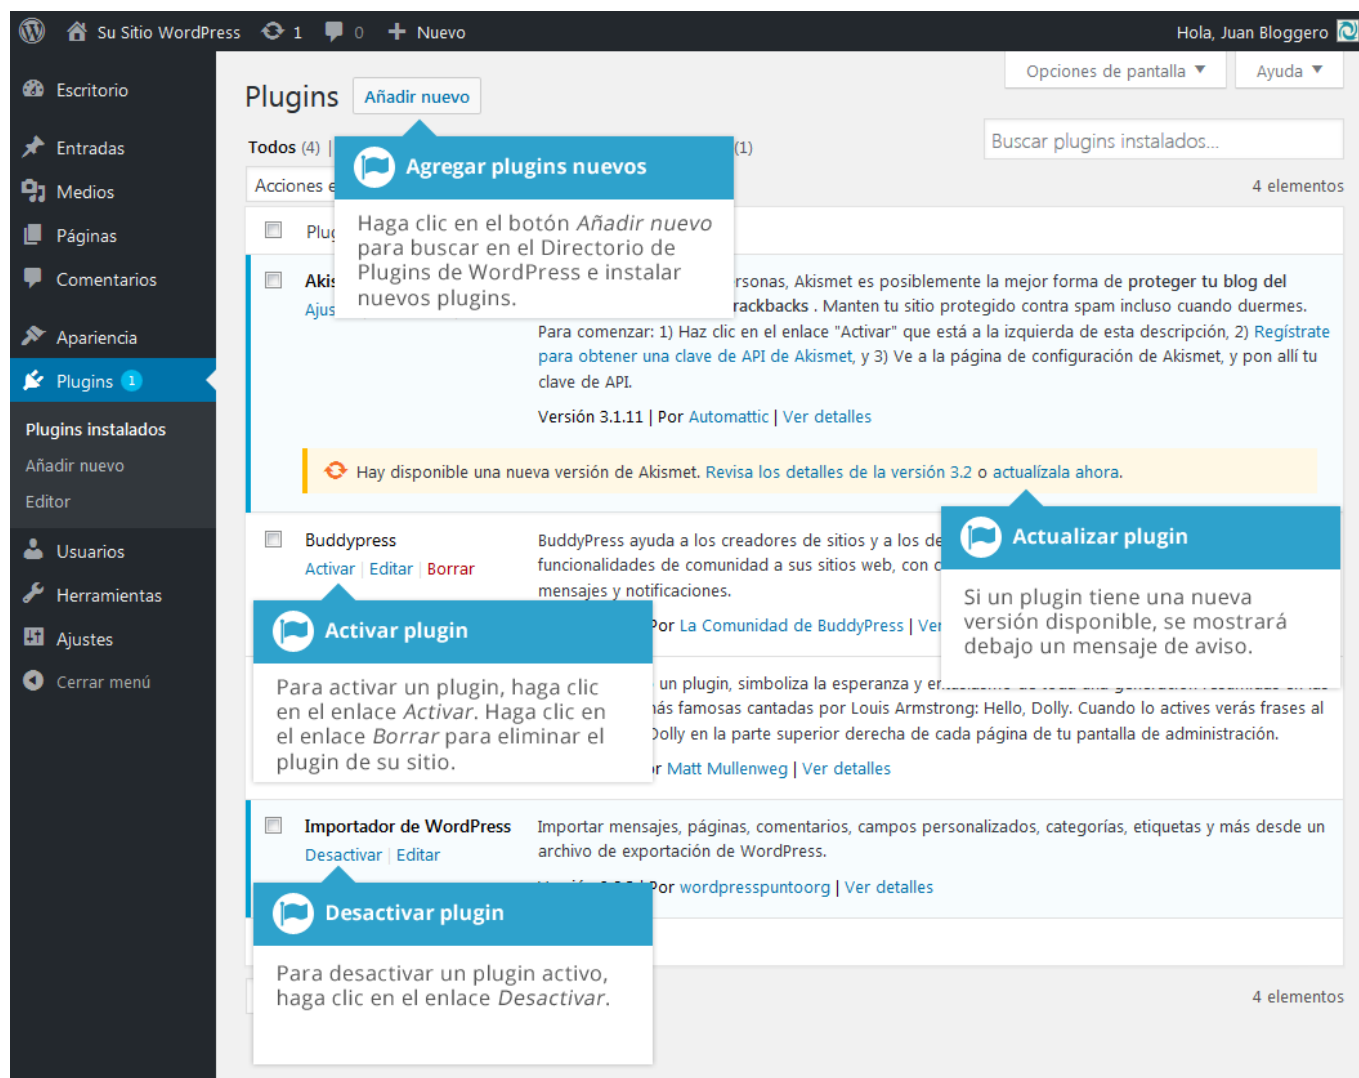 Su Sitio WordPress 1 0 + Nuevo Hola, Juan Bloggero
Opciones de pantalla ▼ Ayuda ▼
Escritorio
Entradas
Medios
Páginas
Comentarios
Apariencia
Plugins 1
Plugins instalados
Añadir nuevo
Editor
Usuarios
Herramientas
Ajustes
Cerrar menú
Plugins Añadir nuevo
Todos (4) | (1)
Buscar plugins instalados...
Acciones
4 elementos
Agregar plugins nuevos
Haga clic en el botón Añadir nuevo
para buscar en el Directorio de
Plugins de WordPress e instalar
nuevos plugins.
Akismet es posiblemente la mejor forma de proteger tu blog del
. Manten tu sitio protegido contra spam incluso cuando duermes.
Para comenzar: 1) Haz clic en el enlace "Activar" que está a la izquierda de esta descripción, 2) Regístrate
para obtener una clave de API de Akismet, y 3) Ve a la página de configuración de Akismet, y pon allí tu
clave de API.
Versión 3.1.11 | Por Automattic | Ver detalles
Hay disponible una nueva versión de Akismet. Revisa los detalles de la versión 3.2 o actualízala ahora.
Actualizar plugin
Si un plugin tiene una nueva
versión disponible, se mostrará
debajo un mensaje de aviso.
Buddypress
Activar | Editar | Borrar
BuddyPress ayuda a los creadores de sitios y a los
funcionalidades de comunidad a sus sitios web, con
mensajes y notificaciones.
Por La Comunidad de BuddyPress |
Activar plugin
Para activar un plugin, haga clic
en el enlace Activar. Haga clic en
el enlace Borrar para eliminar el
plugin de su sitio.
un plugin, simboliza la esperanza y
más famosas cantadas por Louis Armstrong: Hello, Dolly. Cuando lo actives verás frases al
Dolly en la parte superior derecha de cada página de tu pantalla de administración.
Matt Mullenweg | Ver detalles
Importador de WordPress
Desactivar | Editar
Importar mensajes, páginas, comentarios, campos personalizados, categorías, etiquetas y más desde un
archivo de exportación de WordPress.
Por wordpresspuntoorg | Ver detalles
Desactivar plugin
Para desactivar un plugin activo,
haga clic en el enlace Desactivar.
4 elementos